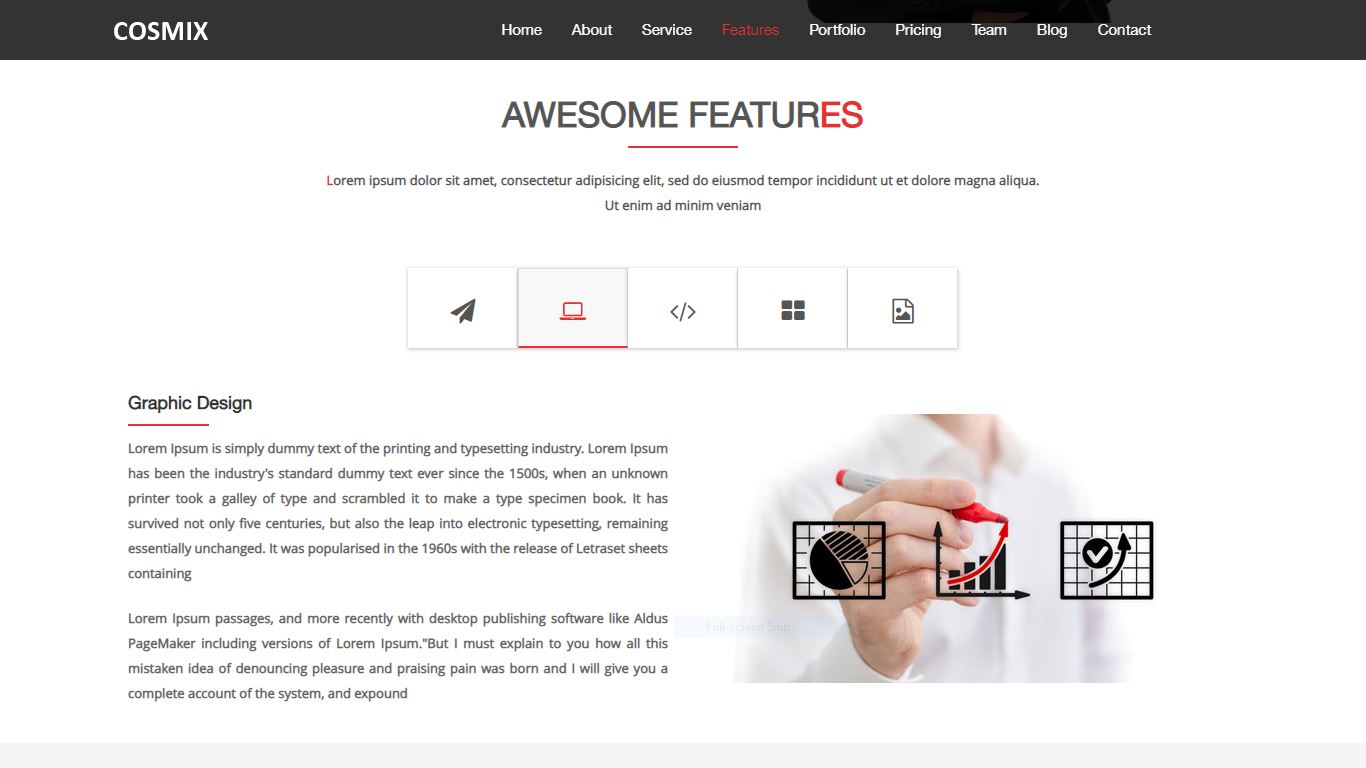 COSMIX
Home About Service Features Portfolio Pricing Team Blog Contact
AWESOME FEATURES
Lorem ipsum dolor sit amet, consectetur adipisicing elit, sed do eiusmod tempor incididunt ut et dolore magna aliqua.
Ut enim ad minim veniam
Graphic Design
Lorem Ipsum is simply dummy text of the printing and typesetting industry. Lorem Ipsum
has been the industry's standard dummy text ever since the 1500s, when an unknown
printer took a galley of type and scrambled it to make a type specimen book. It has
survived not only five centuries, but also the leap into electronic typesetting, remaining
essentially unchanged. It was popularised in the 1960s with the release of Letraset sheets
containing
Lorem Ipsum passages, and more recently with desktop publishing software like Aldus
PageMaker including versions of Lorem Ipsum."But I must explain to you how all this
mistaken idea of denouncing pleasure and praising pain was born and I will give you a
complete account of the system, and expound
Full-screen Snip